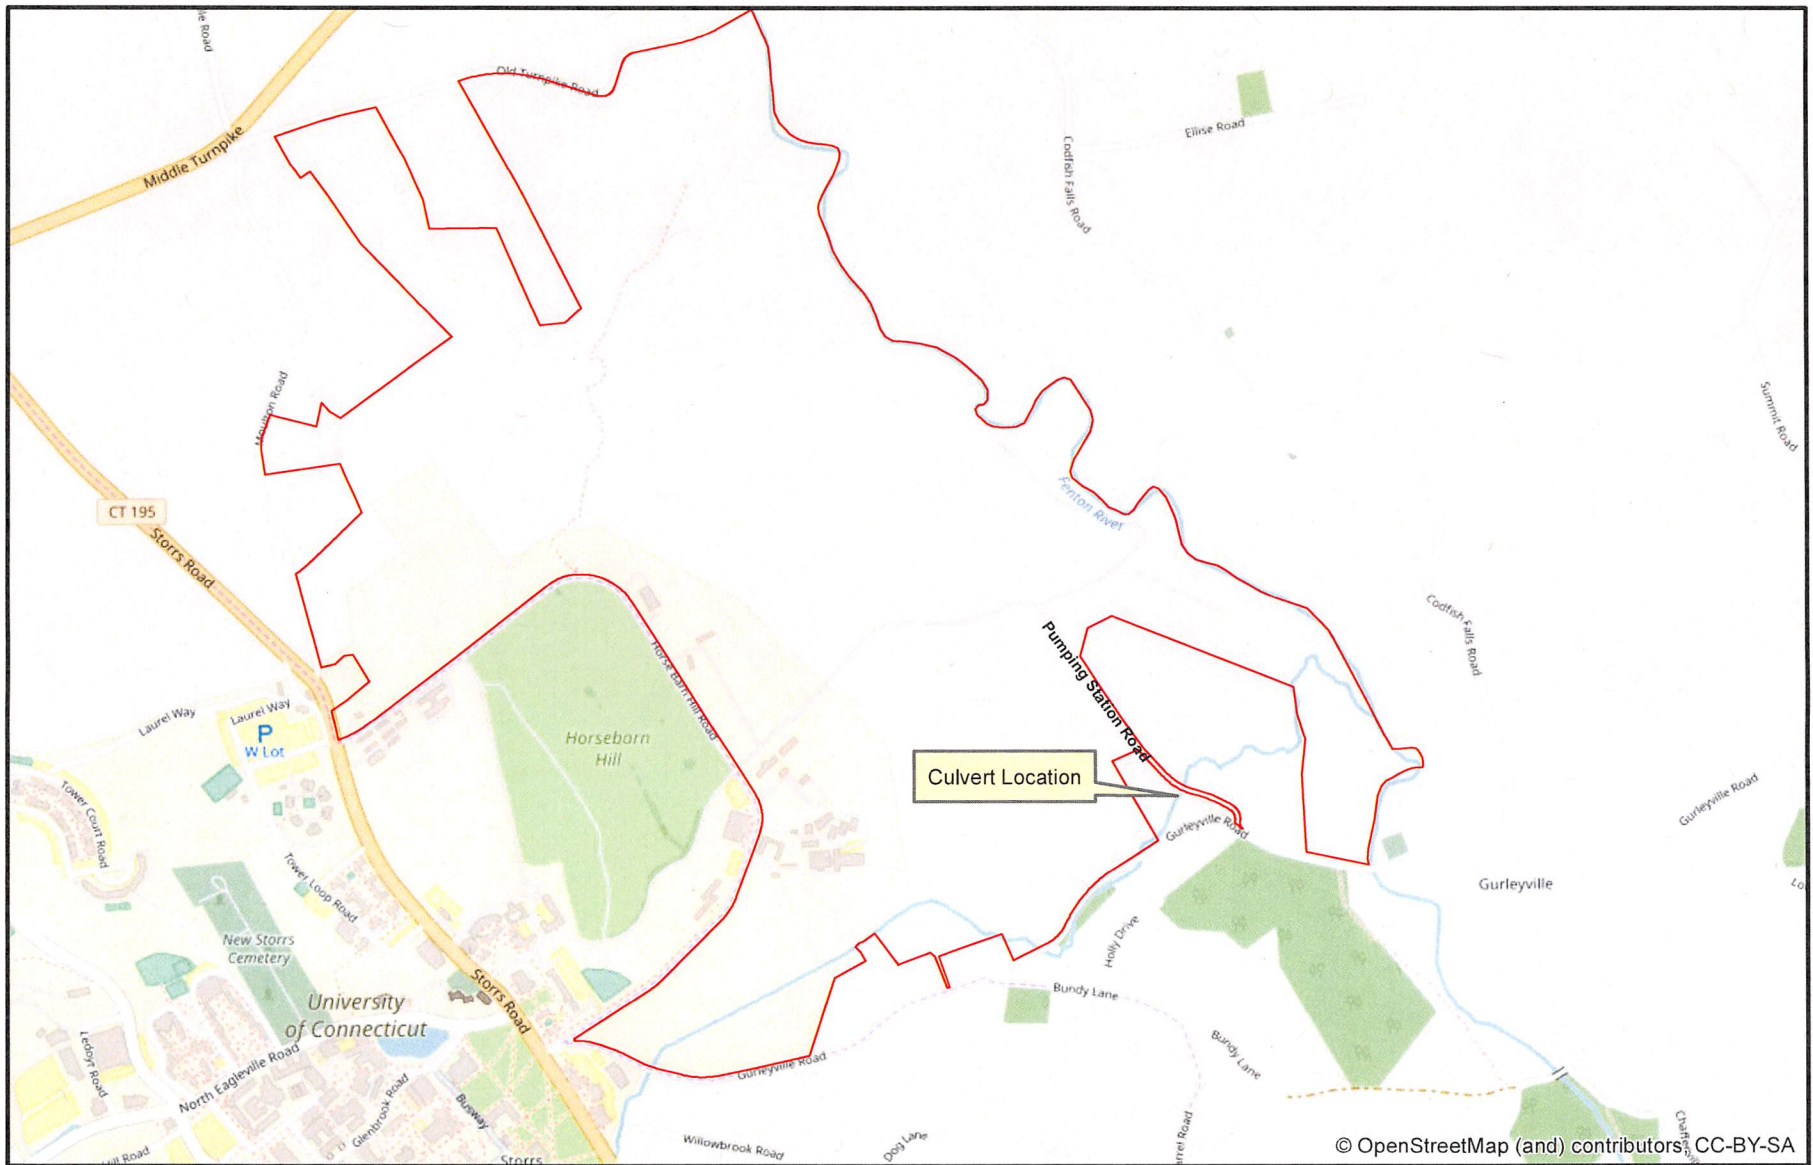 Old Turnpike Road
Middle Turnpike
Ellise Road
Codfish Falls Road
Moulton Road
Summit Road
CT 195
Storrs Road
Fenton River
Codfish Falls Road
Pumping Station Road
Horse Barn Hill Road
Laurel Way
Laurel Way
P
W Lot
Horsebarn
Hill
Culvert Location
Gurleyville Road
Gurleyville Road
Tower Court Road
Tower Loop Road
Gurleyville
New Storrs
Cemetery
Holly Drive
Storrs Road
University
of Connecticut
Bundy Lane
Bundy Lane
Ledoyt Road
North Eagleville Road
Glenbrook Road
Busway
Gurleyville Road
Willowbrook Road
Dog Lane
Storrs
© OpenStreetMap (and) contributors, CC-BY-SA